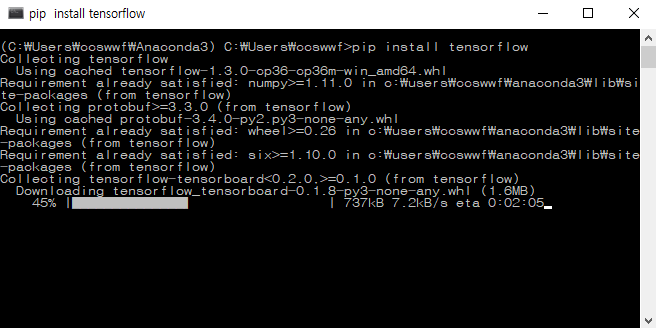 pip  install tensorflow
(C:₩Users₩ooswwf₩Anaonda3) C:₩Users₩ooswwf>pip install tensorflow
Collecting tensorflow
  Using cached tensorflow-1.3.0-cp36-cp36m-win_amd64.whl
Requirement already satisfied: numpy>=1.11.0 in c:₩users₩ooswwf₩anaonda3₩lib₩si
te-packages (from tensorflow)
Collecting protobuf>=3.3.0 (from tensorflow)
  Using cached protobuf-3.4.0-py2.py3-none-any.whl
Requirement already satisfied: wheel>=0.26 in c:₩users₩ooswwf₩anaconda3₩lib₩site
-packages (from tensorflow)
Requirement already satisfied: six>=1.10.0 in c:₩users₩ooswwf₩anaconda3₩lib₩site
-packages (from tensorflow)
Collecting tensorflow-tensorboard<0.2.0,>=0.1.0 (from tensorflow)
  Downloading tensorflow_tensorboard-0.1.8-py3-none-any.whl (1.6MB)
    45% |██████████████▌                 | 737kB 7.2kB/s eta 0:02:05